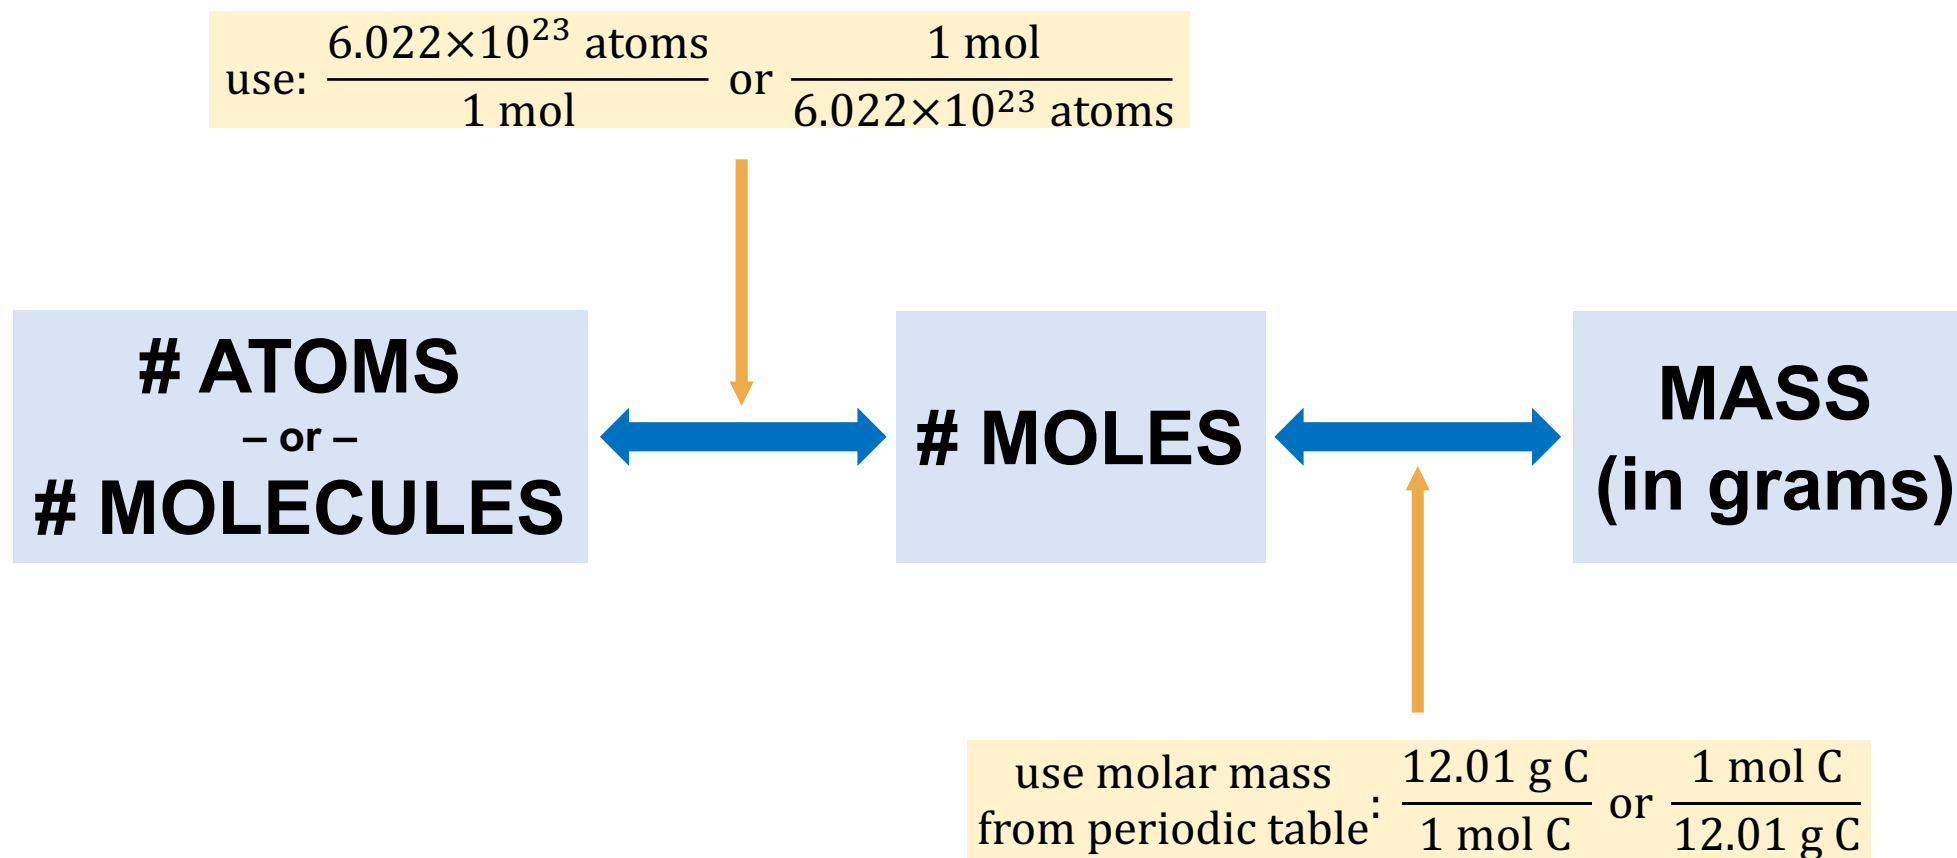 use: 6.022×10²³ atoms / 1 mol or 1 mol / 6.022×10²³ atoms
# ATOMS
– or –
# MOLECULES
# MOLES
MASS
(in grams)
use molar mass
from periodic table: 12.01 g C / 1 mol C or 1 mol C / 12.01 g C